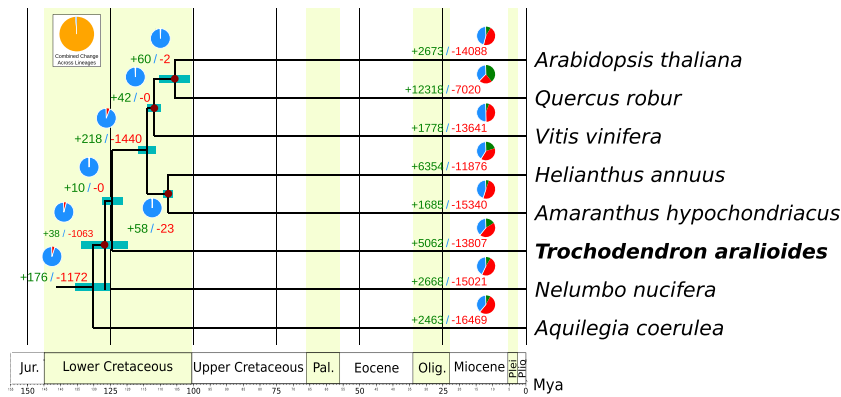 Combined Change
Across Lineages
+60 / -2
+2673 / -14088
Arabidopsis thaliana
+42 / -0
+12318 / -7020
Quercus robur
+218 / -1440
+1778 / -13641
Vitis vinifera
+10 / -0
+6354 / -11876
Helianthus annuus
+58 / -23
+1685 / -15340
Amaranthus hypochondriacus
+38 / -1063
+5062 / -13807
Trochodendron aralioides
+176 / -1172
+2668 / -15021
Nelumbo nucifera
+2463 / -16469
Aquilegia coerulea
Jur. Lower Cretaceous Upper Cretaceous Pal. Eocene Olig. Miocene Plei Plio
150 125 100 75 50 25 0 Mya